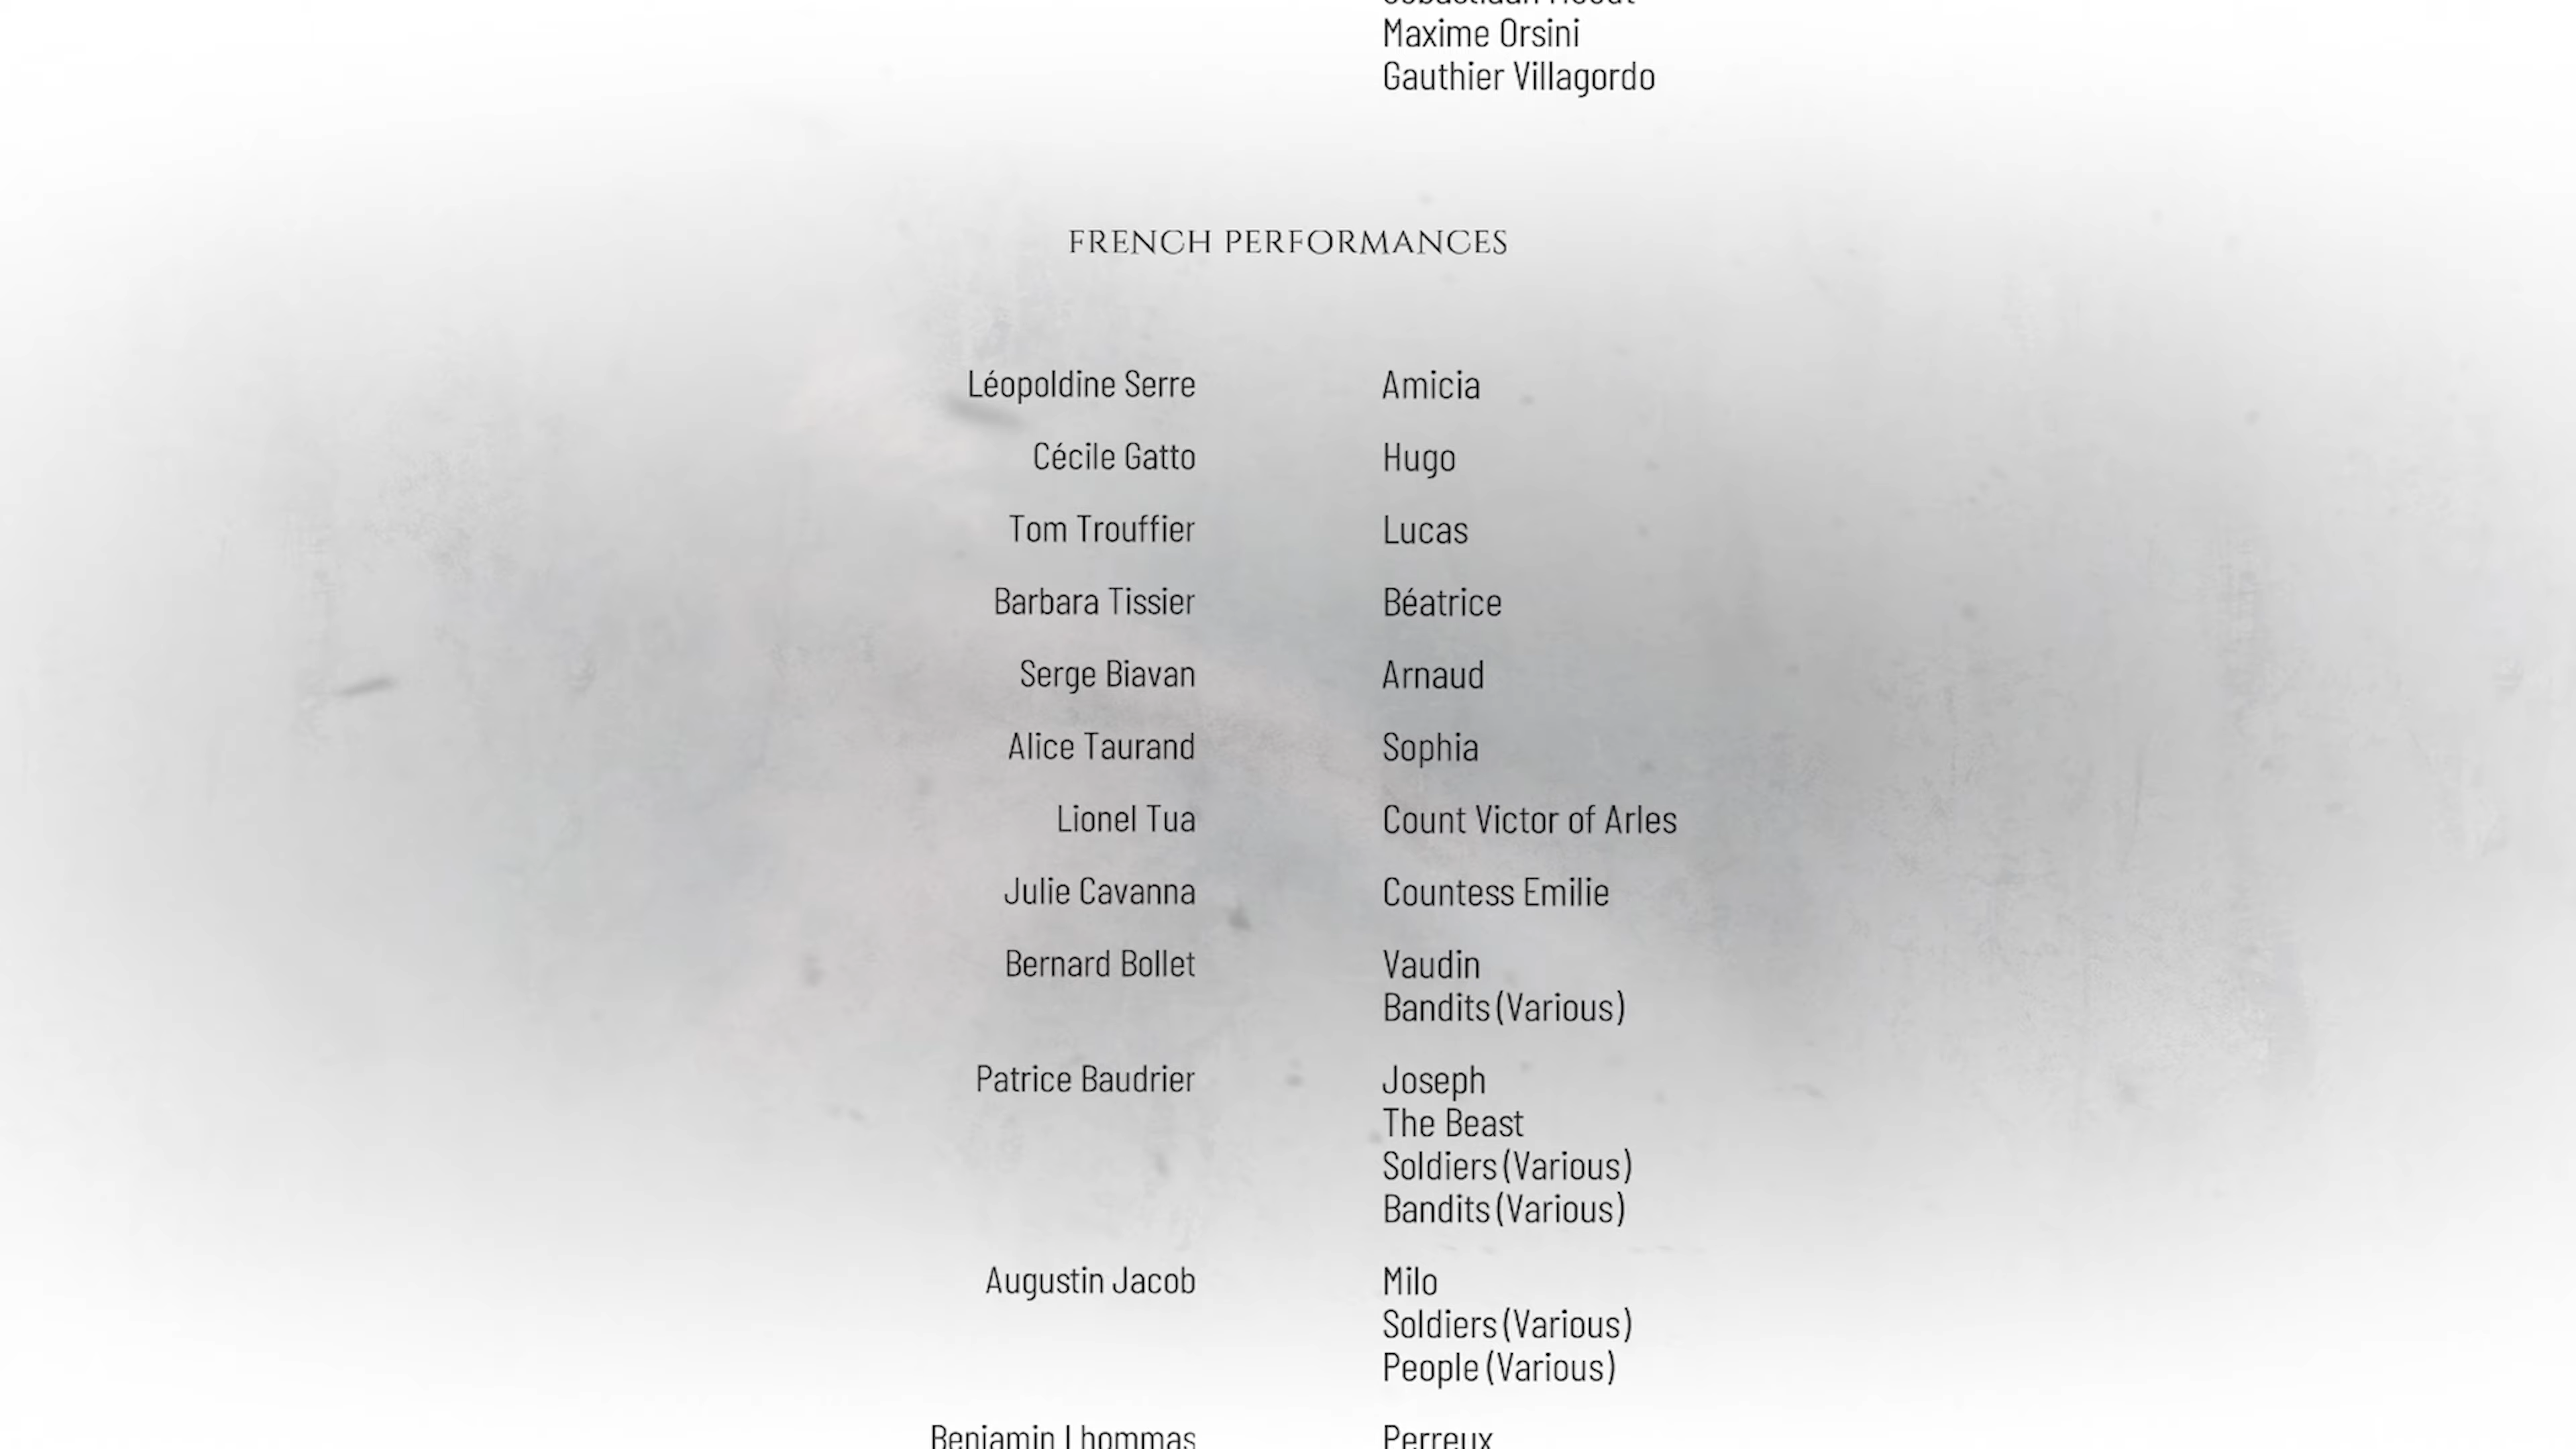 Maxime Orsini
Gauthier Villagordo
FRENCH PERFORMANCES
Léopoldine Serre Amicia
Cécile Gatto Hugo
Tom Trouffier Lucas
Barbara Tissier Béatrice
Serge Biavan Arnaud
Alice Taurand Sophia
Lionel Tua Count Victor of Arles
Julie Cavanna Countess Emilie
Bernard Bollet Vaudin
Bandits (Various)
Patrice Baudrier Joseph
The Beast
Soldiers (Various)
Bandits (Various)
Augustin Jacob Milo
Soldiers (Various)
People (Various)
Benjamin Lhommas Perreux